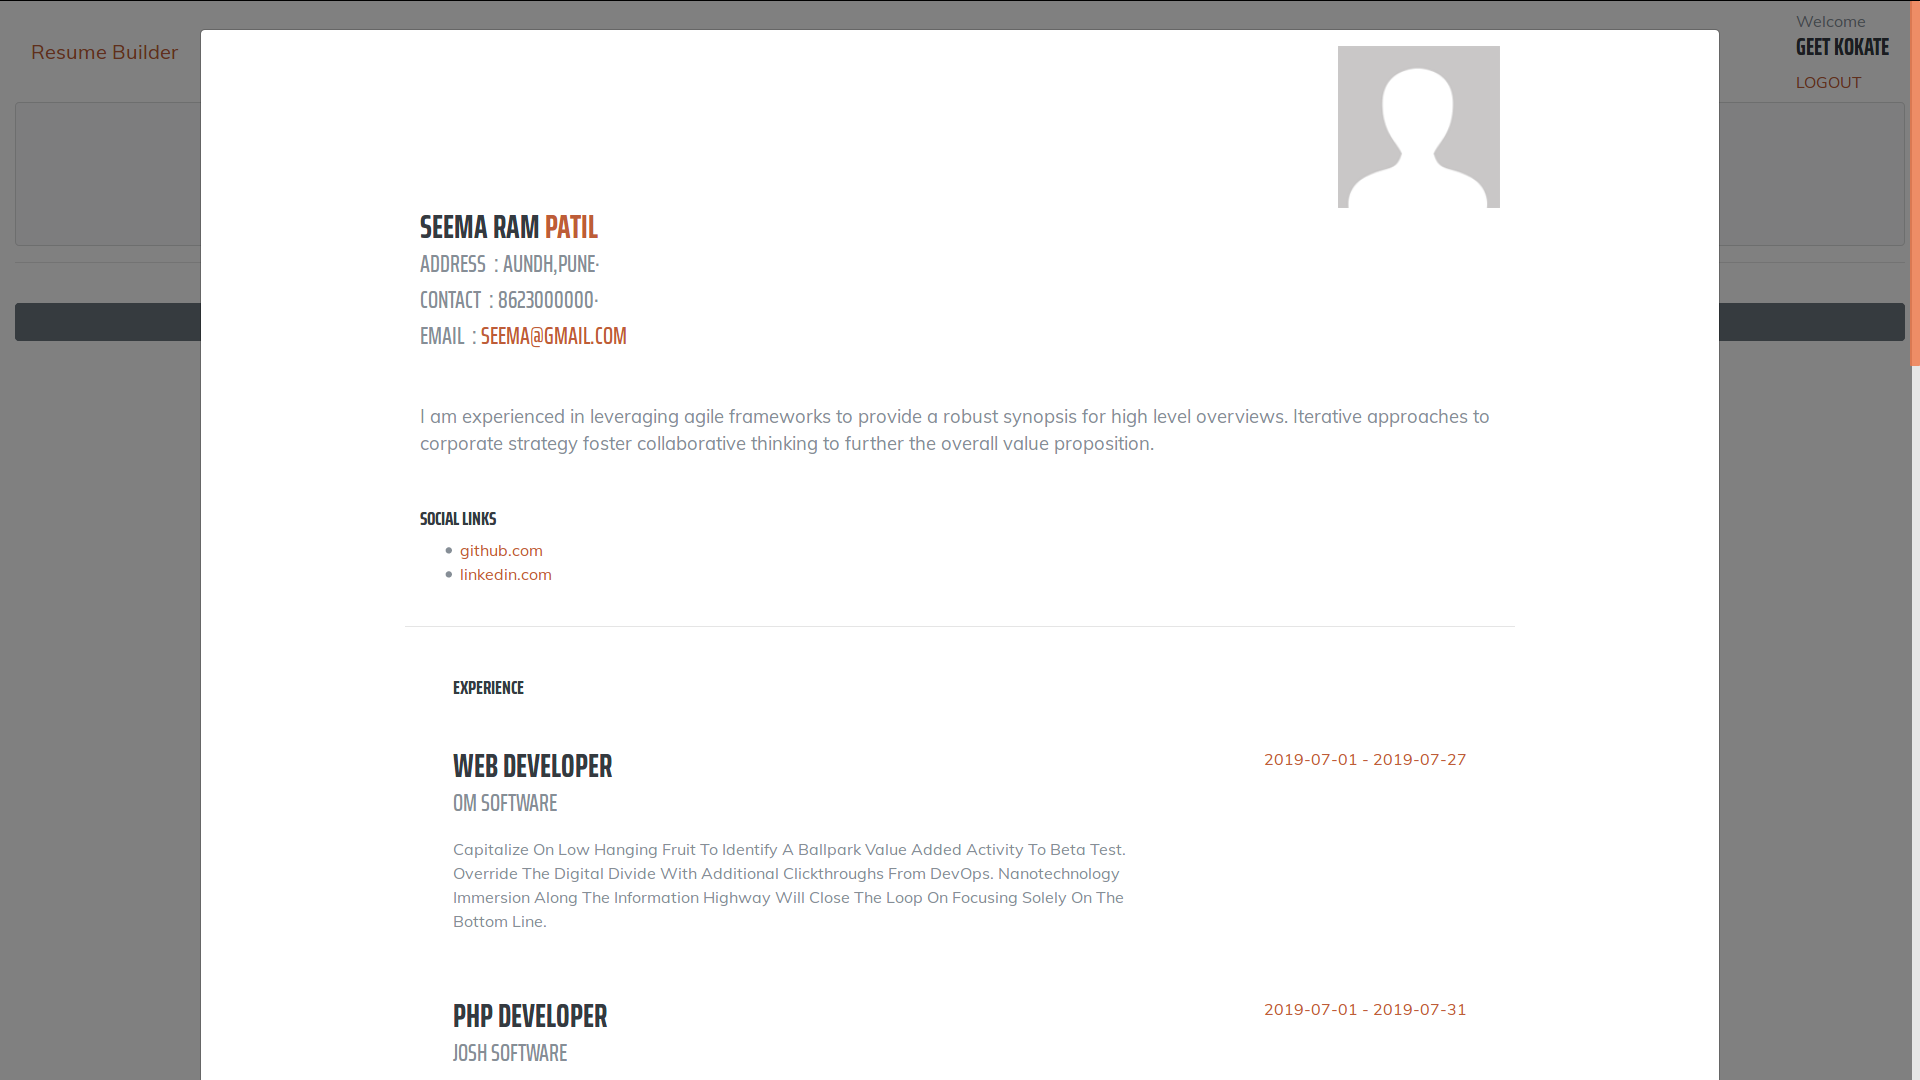 Resume Builder
Welcome
GEET KOKATE
LOGOUT
SEEMA RAM PATIL
ADDRESS : AUNDH,PUNE·
CONTACT : 8623000000·
EMAIL : SEEMA@GMAIL.COM
I am experienced in leveraging agile frameworks to provide a robust synopsis for high level overviews. Iterative approaches to
corporate strategy foster collaborative thinking to further the overall value proposition.
SOCIAL LINKS
• github.com
• linkedin.com
EXPERIENCE
WEB DEVELOPER
2019-07-01 - 2019-07-27
OM SOFTWARE
Capitalize On Low Hanging Fruit To Identify A Ballpark Value Added Activity To Beta Test.
Override The Digital Divide With Additional Clickthroughs From DevOps. Nanotechnology
Immersion Along The Information Highway Will Close The Loop On Focusing Solely On The
Bottom Line.
PHP DEVELOPER
2019-07-01 - 2019-07-31
JOSH SOFTWARE